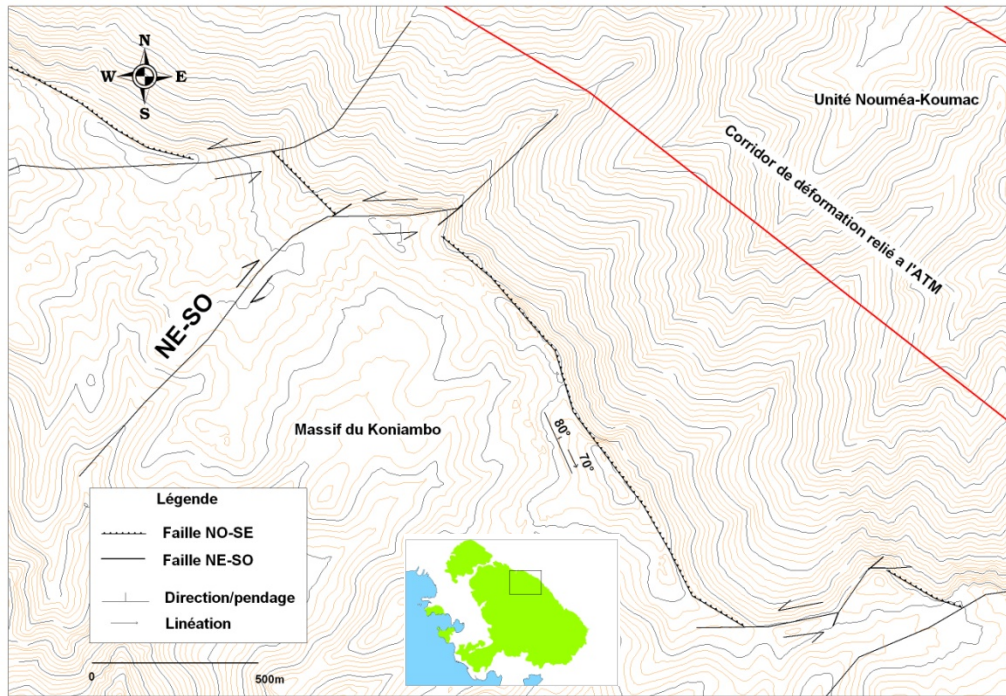 N
W E
S
Unité Nouméa-Koumac
Corridor de déformation relié a l'ATM
NE-SO
Massif du Koniambo
80°
70°
Légende
Faille NO-SE
Faille NE-SO
Direction/pendage
Linéation
0 500m